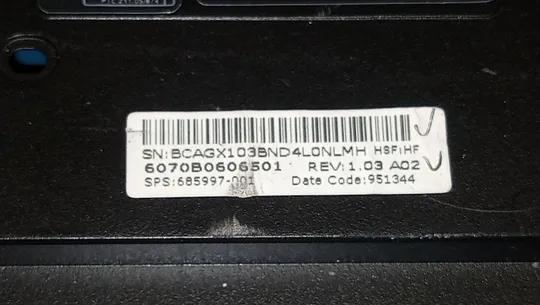 SN:BCAGX103BND4L0NLMH HSF:HF
6070B0606501 REV:1.03 A02
SPS:685997-001 Date Code:951344